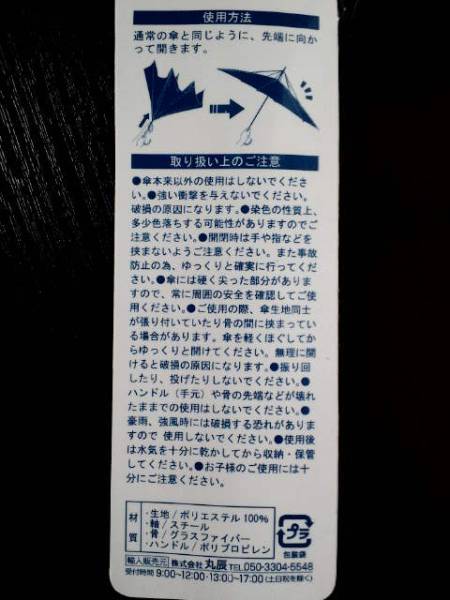 使用方法
通常の傘と同じように、先端に向か
って開きます。
取り扱い上のご注意
●傘本来以外の使用はしないでくださ
い。●強い衝撃を与えないでください。
破損の原因になります。●染色の性質上、
多少色落ちする可能性がありますのでご
注意ください。●開閉時は手や指などを
挟まないようご注意ください。また事故
防止の為、ゆっくりと確実に行ってくだ
さい。●傘には硬く尖った部分がありま
すので、常に周囲の安全を確認してご使
用ください。●ご使用の際、傘生地同士
が張り付いていたり骨の間に挟まってい
る場合があります。傘を軽くほぐしてか
らゆっくりと開けてください。無理に開
けると破損の原因になります。●振り回
したり、投げたりしないでください。●
ハンドル（手元）や骨の先端などが壊れ
たままでの使用はしないでください。●
豪雨、強風時には破損する恐れがありま
すので 使用しないでください。●使用後
は水気を十分に乾かしてから収納・保管
してください。●お子様のご使用には十
分にご注意ください。
材質
・生地/ポリエステル 100%
・軸/スチール
・骨/グラスファイバー
・ハンドル/ポリプロピレン
プラ
包装袋
輸入販売元 株式会社 丸辰 TEL 050-3304-5548
受付時間 9:00~12:00・13:00~17:00 (土日祝を除く)